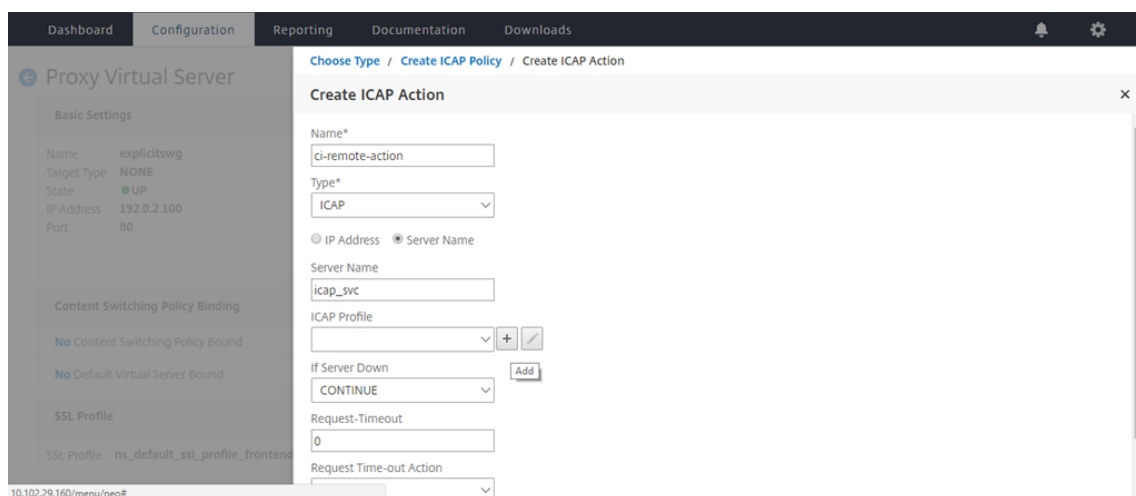 Dashboard Configuration Reporting Documentation Downloads
Proxy Virtual Server
Basic Settings
Name explicitswg
Target Type NONE
State UP
IP Address 192.0.2.100
Port 80
Content Switching Policy Binding
No Content Switching Policy Bound
No Default Virtual Server Bound
SSL Profile
SSL Profile ns_default_ssl_profile_frontend
10.102.29.160/menu/neo#
Choose Type / Create ICAP Policy / Create ICAP Action
Create ICAP Action
Name*
ci-remote-action
Type*
ICAP
IP Address Server Name
Server Name
icap_svc
ICAP Profile
Add
If Server Down
CONTINUE
Request-Timeout
0
Request Time-out Action